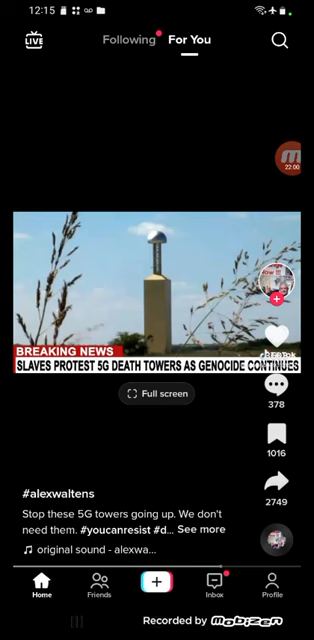 12:15
LIVE
Following
For You
22:00
BREAKING NEWS
SLAVES PROTEST 5G DEATH TOWERS AS GENOCIDE CONTINUES
Full screen
378
1016
2749
#alexwaltens
Stop these 5G towers going up. We don't
need them. #youcanresist #d... See more
original sound - alexwa...
Home
Friends
Inbox
Profile
Recorded by mobizen